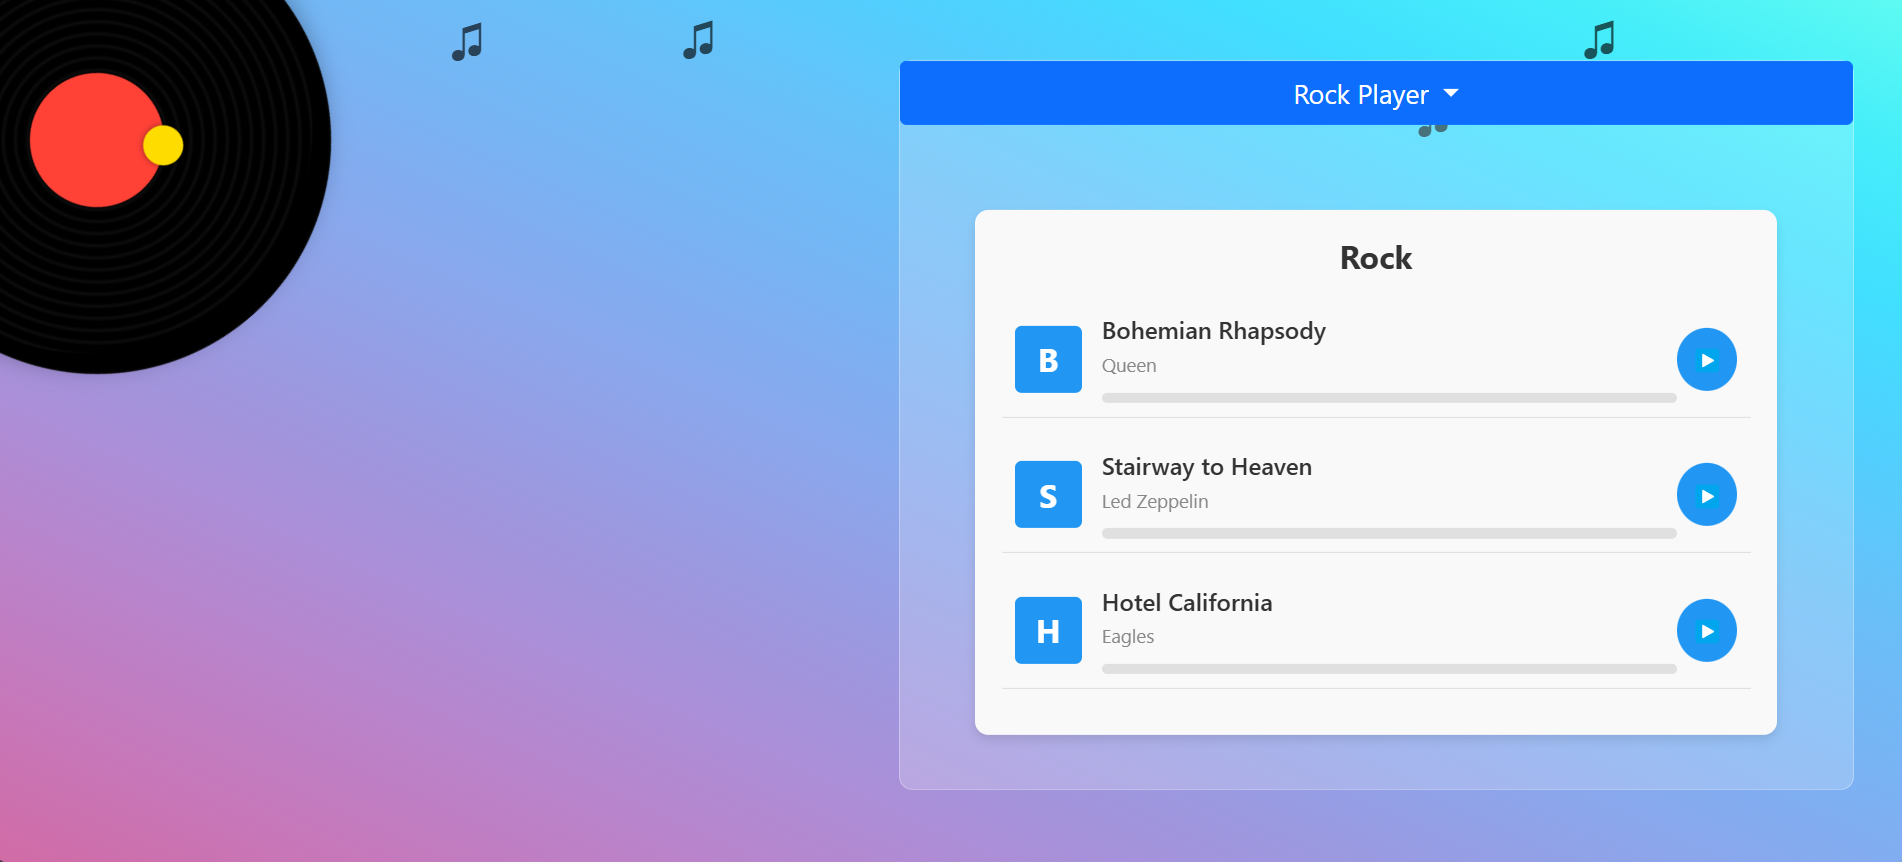 Rock Player
Rock
B
Bohemian Rhapsody
Queen
S
Stairway to Heaven
Led Zeppelin
H
Hotel California
Eagles